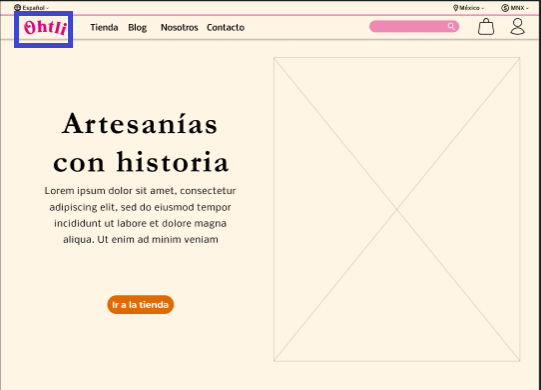 Español
México
MNX
Ohtli
Tienda Blog Nosotros Contacto
Artesanías
con historia
Lorem ipsum dolor sit amet, consectetur
adipiscing elit, sed do eiusmod tempor
incididunt ut labore et dolore magna
aliqua. Ut enim ad minim veniam
Ir a la tienda